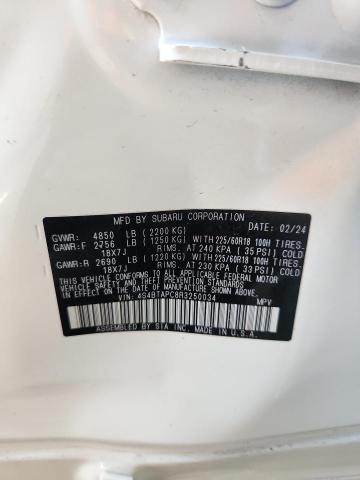 MFD BY SUBARU CORPORATION DATE: 02/24
GVWR: 4850 LB (2200 KG)
GAWR:F 2756 LB (1250 KG) WITH 225/60R18 100H TIRES.
18X7J RIMS. AT 240 KPA (35 PSI) COLD
GAWR:R 2690 LB (1220 KG) WITH 225/60R18 100H TIRES.
18X7J RIMS. AT 230 KPA (33 PSI) COLD
THIS VEHICLE CONFORMS TO ALL APPLICABLE FEDERAL MOTOR
VEHICLE SAFETY, BUMPER, AND THEFT PREVENTION STANDARDS
IN EFFECT ON THE DATE OF MANUFACTURE SHOWN ABOVE.
VIN: 4S4BTAPC8R3250034 MPV
ASSEMBLED BY SIA INC. MADE IN U.S.A.